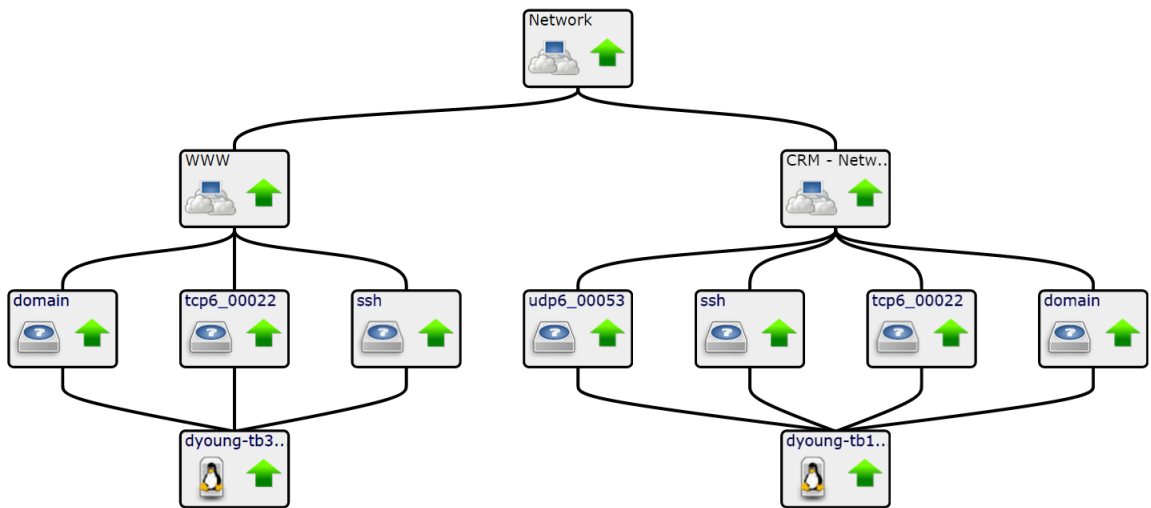 Network
WWW
CRM - Netw..
domain
tcp6_00022
ssh
udp6_00053
ssh
tcp6_00022
domain
dyoung-tb3..
dyoung-tb1..